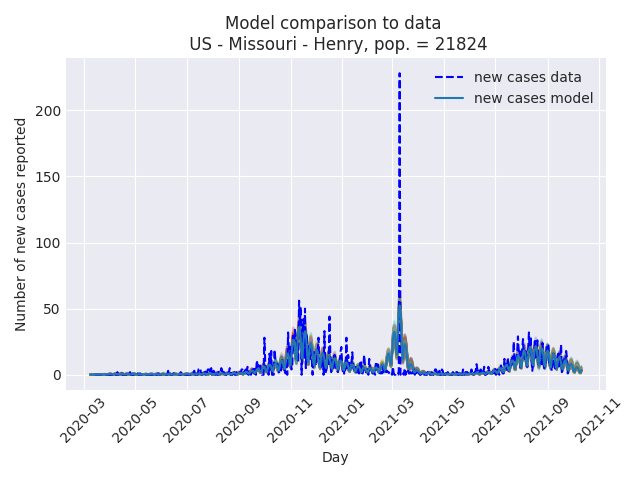 Model comparison to data
US - Missouri - Henry, pop. = 21824
new cases data
new cases model
Number of new cases reported
200
150
100
50
0
2020-03
2020-05
2020-07
2020-09
2020-11
2021-01
2021-03
2021-05
2021-07
2021-09
2021-11
Day